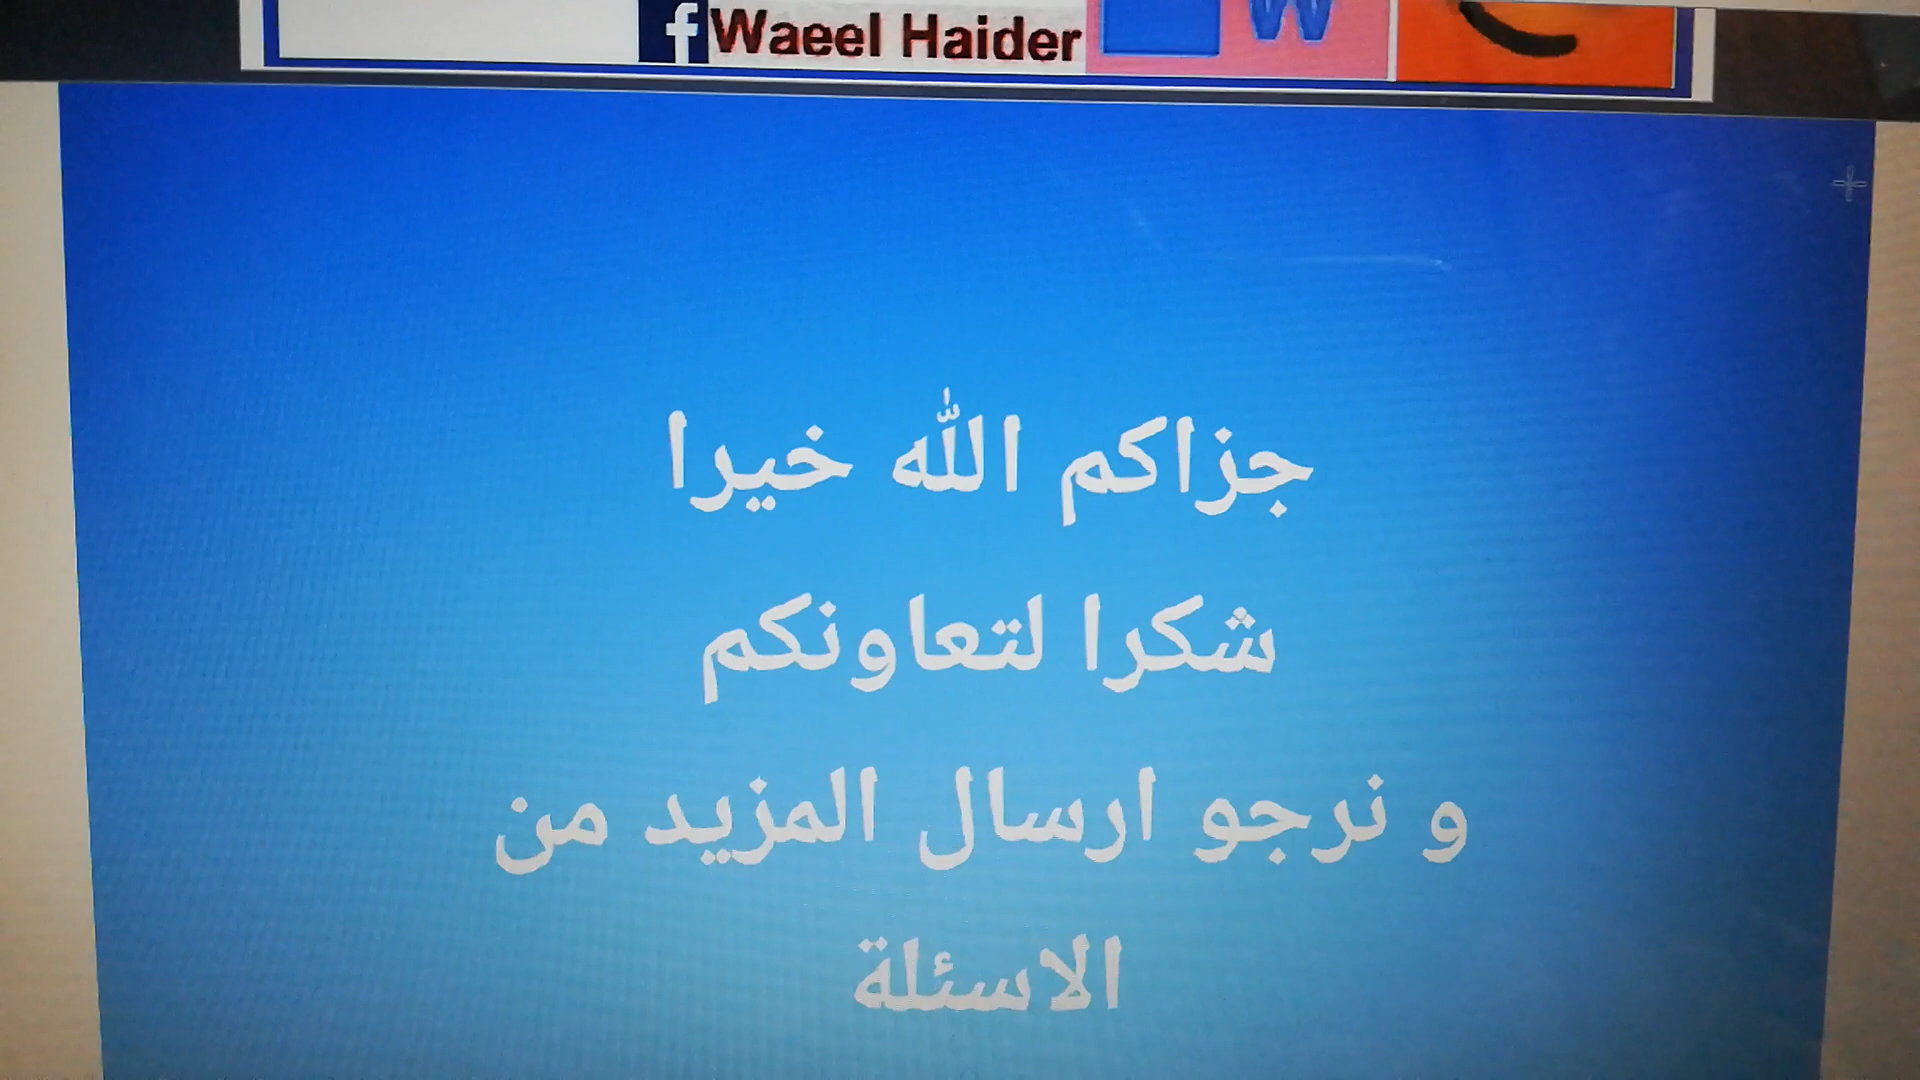 f Waeel Haider W
جزاكم الله خيرا
شكرا لتعاونكم
و نرجو ارسال المزيد من
الاسئلة